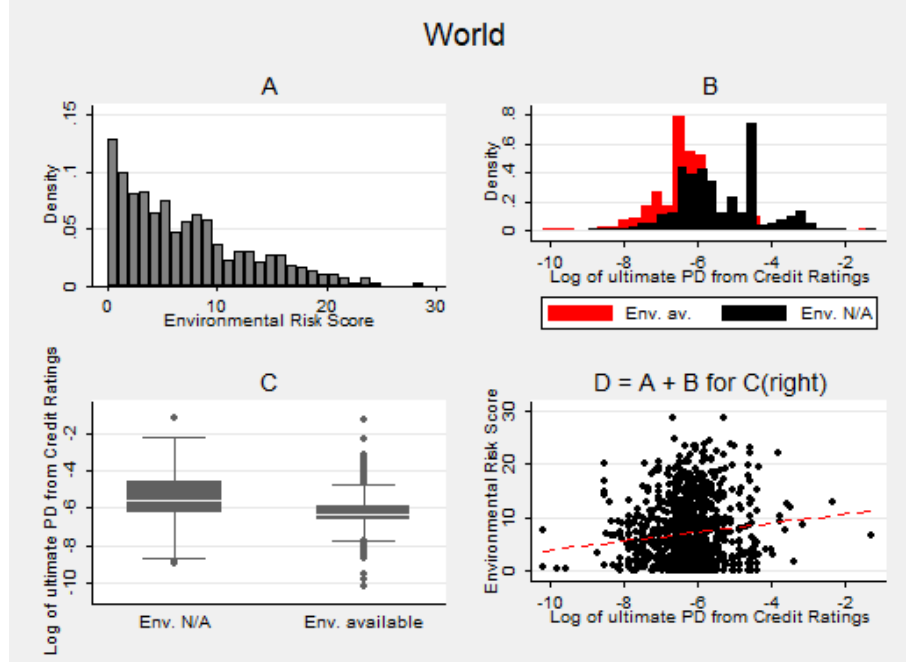 World
A
Density
.15
.1
.05
0
0 10 20 30
Environmental Risk Score
B
Density
.8
.6
.4
.2
0
-10 -8 -6 -4 -2
Log of ultimate PD from Credit Ratings
Env. av. Env. N/A
C
Log of ultimate PD from Credit Ratings
-2
-4
-6
-8
-10
Env. N/A Env. available
D = A + B for C(right)
Environmental Risk Score
30
20
10
0
-10 -8 -6 -4 -2
Log of ultimate PD from Credit Ratings